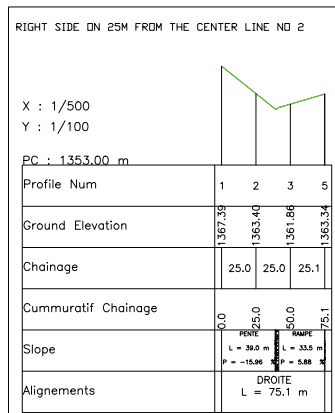 RIGHT SIDE ON 25M FROM THE CENTER LINE NO 2
X : 1/500
Y : 1/100
PC : 1353.00 m
Profile Num 1 2 3 5
Ground Elevation 1367.39 1363.40 1361.86 1363.34
Chainage 25.0 25.0 25.1
Cummuratif Chainage 0.0 25.0 50.0 75.1
Slope
PENTE RAMPE
L = 39.0 m L = 33.5 m
P = -15.96 % P = 5.88 %
Alignements
DROITE
L = 75.1 m